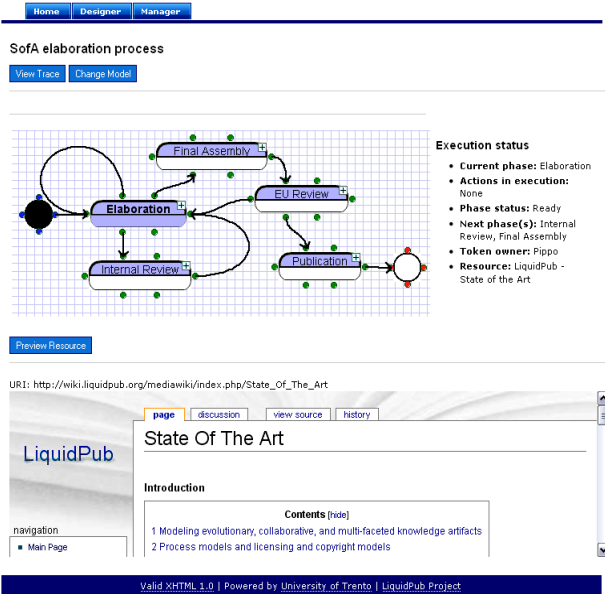 Home Designer Manager
SofA elaboration process
View Trace Change Model
Final Assembly
EU Review
Elaboration
Internal Review
Publication
Execution status
Current phase: Elaboration
Actions in execution:
None
Phase status: Ready
Next phase(s): Internal
Review, Final Assembly
Token owner: Pippo
Resource: LiquidPub -
State of the Art
Preview Resource
URI: http://wiki.liquidpub.org/mediawiki/index.php/State_Of_The_Art
page discussion view source history
State Of The Art
LiquidPub
Introduction
Contents [hide]
1 Modeling evolutionary, collaborative, and multi-faceted knowledge artifacts
2 Process models and licensing and copyright models
navigation
Main Page
Valid XHTML 1.0 | Powered by University of Trento | LiquidPub Project